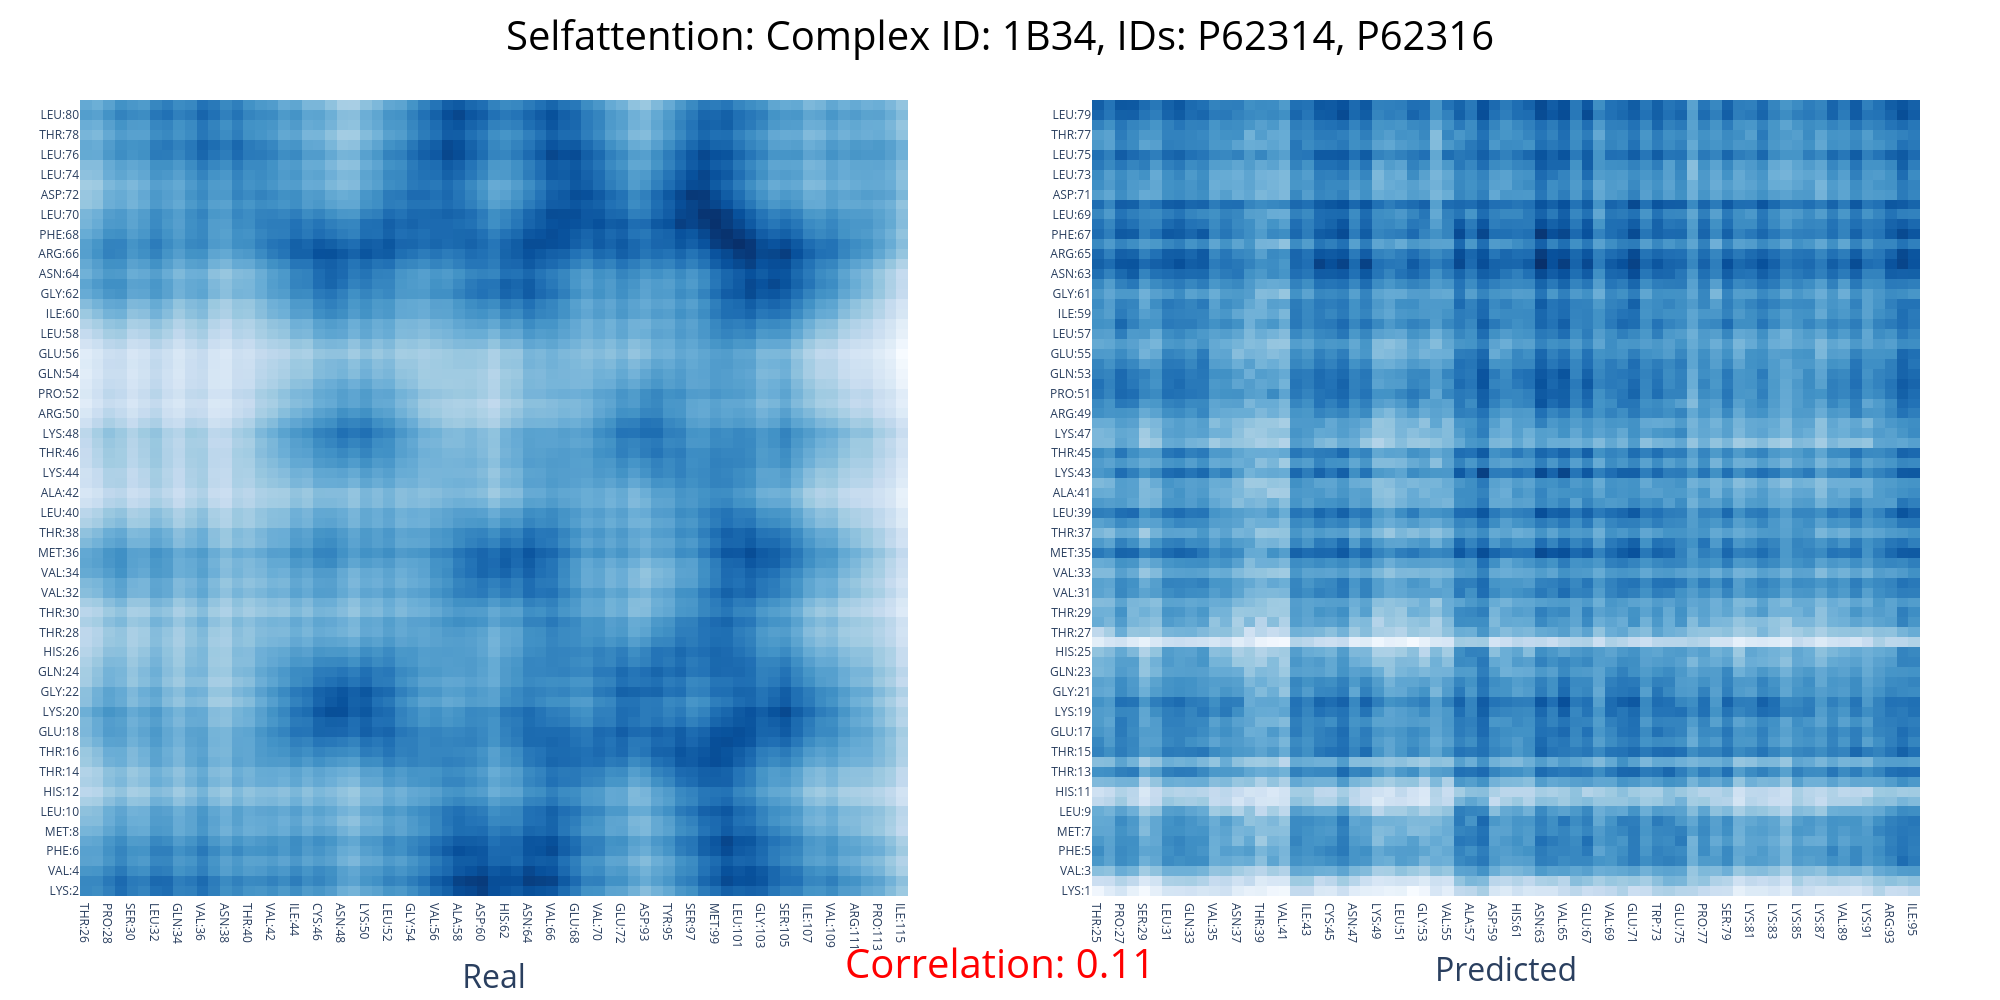 Selfattention: Complex ID: 1B34, IDs: P62314, P62316
LEU:80
THR:78
LEU:76
LEU:74
ASP:72
LEU:70
PHE:68
ARG:66
ASN:64
GLY:62
ILE:60
LEU:58
GLU:56
GLN:54
PRO:52
ARG:50
LYS:48
THR:46
LYS:44
ALA:42
LEU:40
THR:38
MET:36
VAL:34
VAL:32
THR:30
THR:28
HIS:26
GLN:24
GLY:22
LYS:20
GLU:18
THR:16
THR:14
HIS:12
LEU:10
MET:8
PHE:6
VAL:4
LYS:2
THR:26
PRO:28
SER:30
LEU:32
GLN:34
VAL:36
ASN:38
THR:40
VAL:42
ILE:44
CYS:46
ASN:48
LYS:50
LEU:52
GLY:54
VAL:56
ALA:58
ASP:60
HIS:62
ASN:64
VAL:66
GLU:68
VAL:70
GLU:72
ASP:93
TYR:95
SER:97
MET:99
LEU:101
GLY:103
SER:105
ILE:107
VAL:109
ARG:111
PRO:113
ILE:115
Real
LEU:79
THR:77
LEU:75
LEU:73
ASP:71
LEU:69
PHE:67
ARG:65
ASN:63
GLY:61
ILE:59
LEU:57
GLU:55
GLN:53
PRO:51
ARG:49
LYS:47
THR:45
LYS:43
ALA:41
LEU:39
THR:37
MET:35
VAL:33
VAL:31
THR:29
THR:27
HIS:25
GLN:23
GLY:21
LYS:19
GLU:17
THR:15
THR:13
HIS:11
LEU:9
MET:7
PHE:5
VAL:3
LYS:1
THR:25
PRO:27
SER:29
LEU:31
GLN:33
VAL:35
ASN:37
THR:39
VAL:41
ILE:43
CYS:45
ASN:47
LYS:49
LEU:51
GLY:53
VAL:55
ALA:57
ASP:59
HIS:61
ASN:63
VAL:65
GLU:67
VAL:69
GLU:71
TRP:73
GLU:75
PRO:77
SER:79
LYS:81
LYS:83
LYS:85
LYS:87
VAL:89
LYS:91
ARG:93
ILE:95
Predicted
Correlation: 0.11